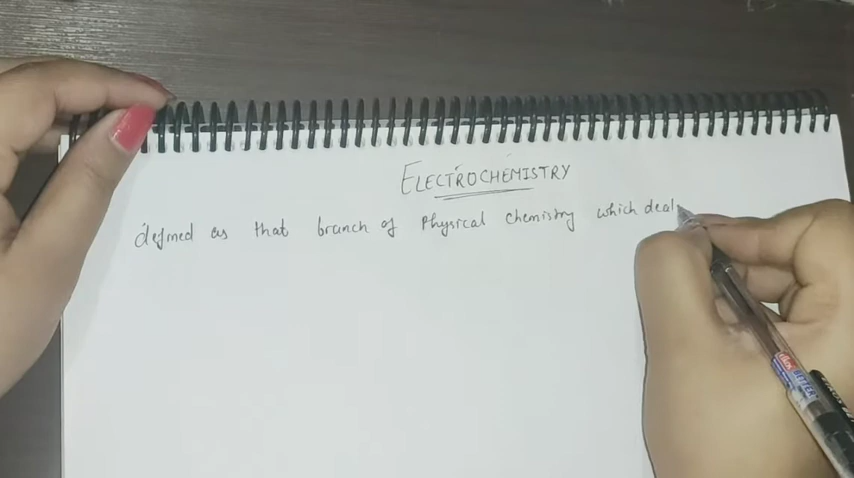 ELECTROCHEMISTRY
defined as that branch of Physical chemistry which deal